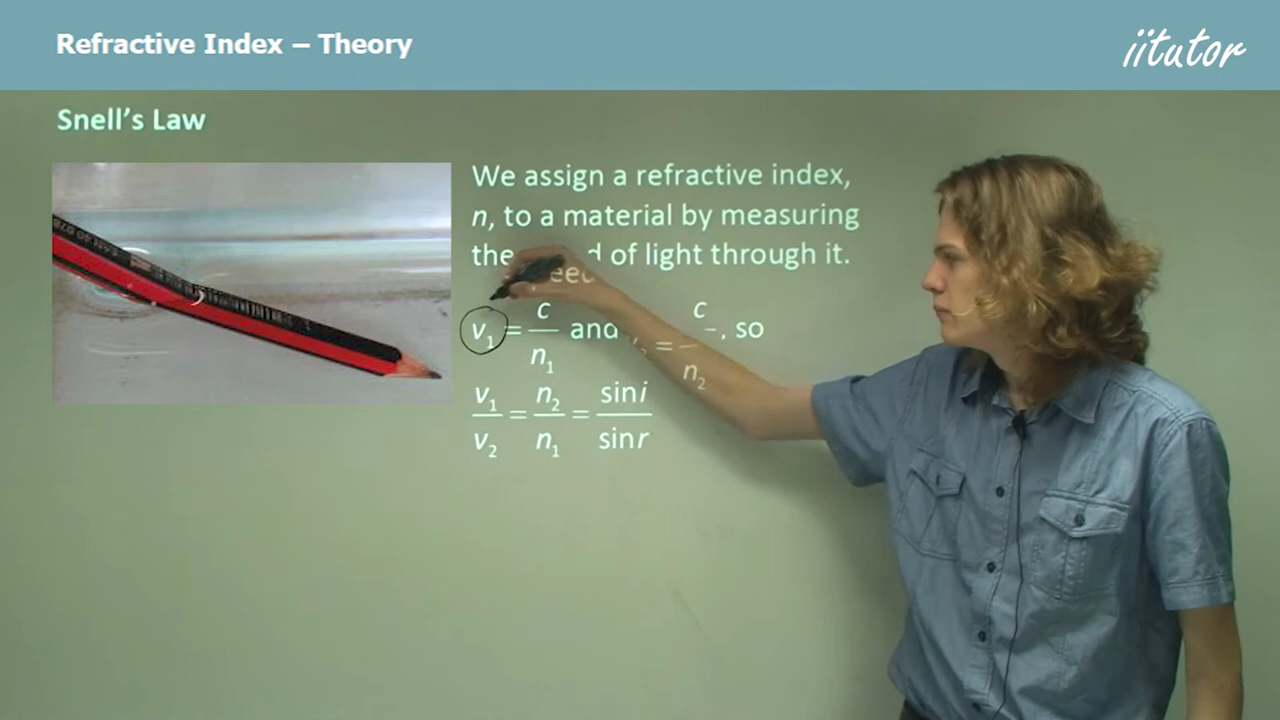 Refractive Index – Theory
iitutor
Snell's Law
We assign a refractive index,
n, to a material by measuring
the of light through it.
v₁ = c/n₁ and = c/n₂, so
v₁/v₂ = n₂/n₁ = sin i/sin r